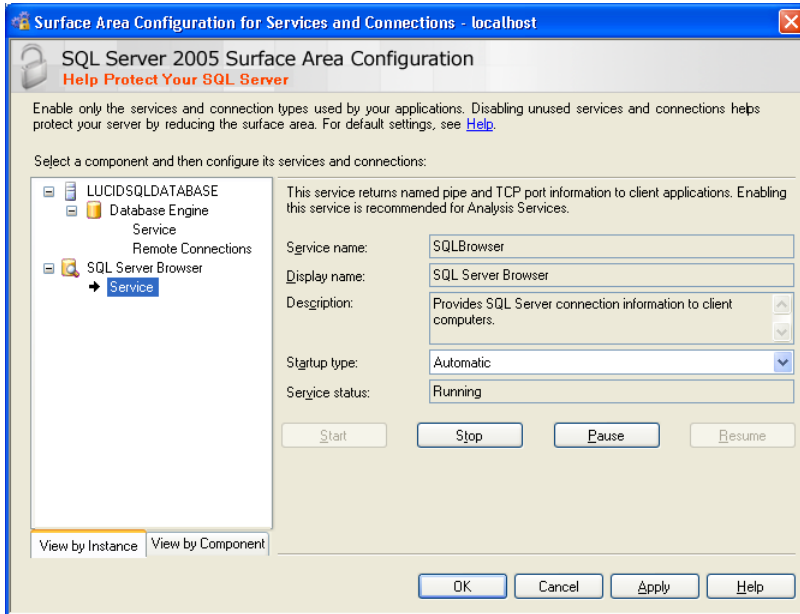 Surface Area Configuration for Services and Connections - localhost
SQL Server 2005 Surface Area Configuration
Help Protect Your SQL Server
Enable only the services and connection types used by your applications. Disabling unused services and connections helps
protect your server by reducing the surface area. For default settings, see Help.
Select a component and then configure its services and connections:
LUCIDSQLDATABASE
Database Engine
Service
Remote Connections
SQL Server Browser
Service
View by Instance
View by Component
This service returns named pipe and TCP port information to client applications. Enabling
this service is recommended for Analysis Services.
Service name: SQLBrowser
Display name: SQL Server Browser
Description: Provides SQL Server connection information to client
computers.
Startup type: Automatic
Service status: Running
Start Stop Pause Resume
OK Cancel Apply Help